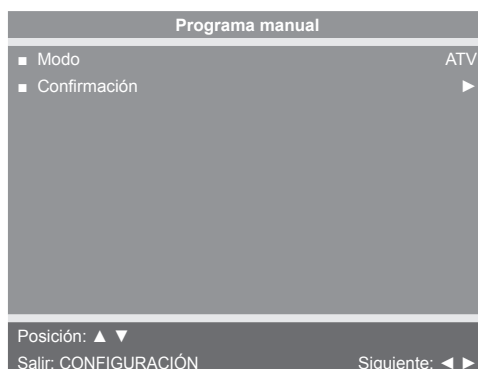 Programa manual
■ Modo ATV
■ Confirmación ►
Posición: ▲ ▼
Salir: CONFIGURACIÓN Siguiente: ◄ ►